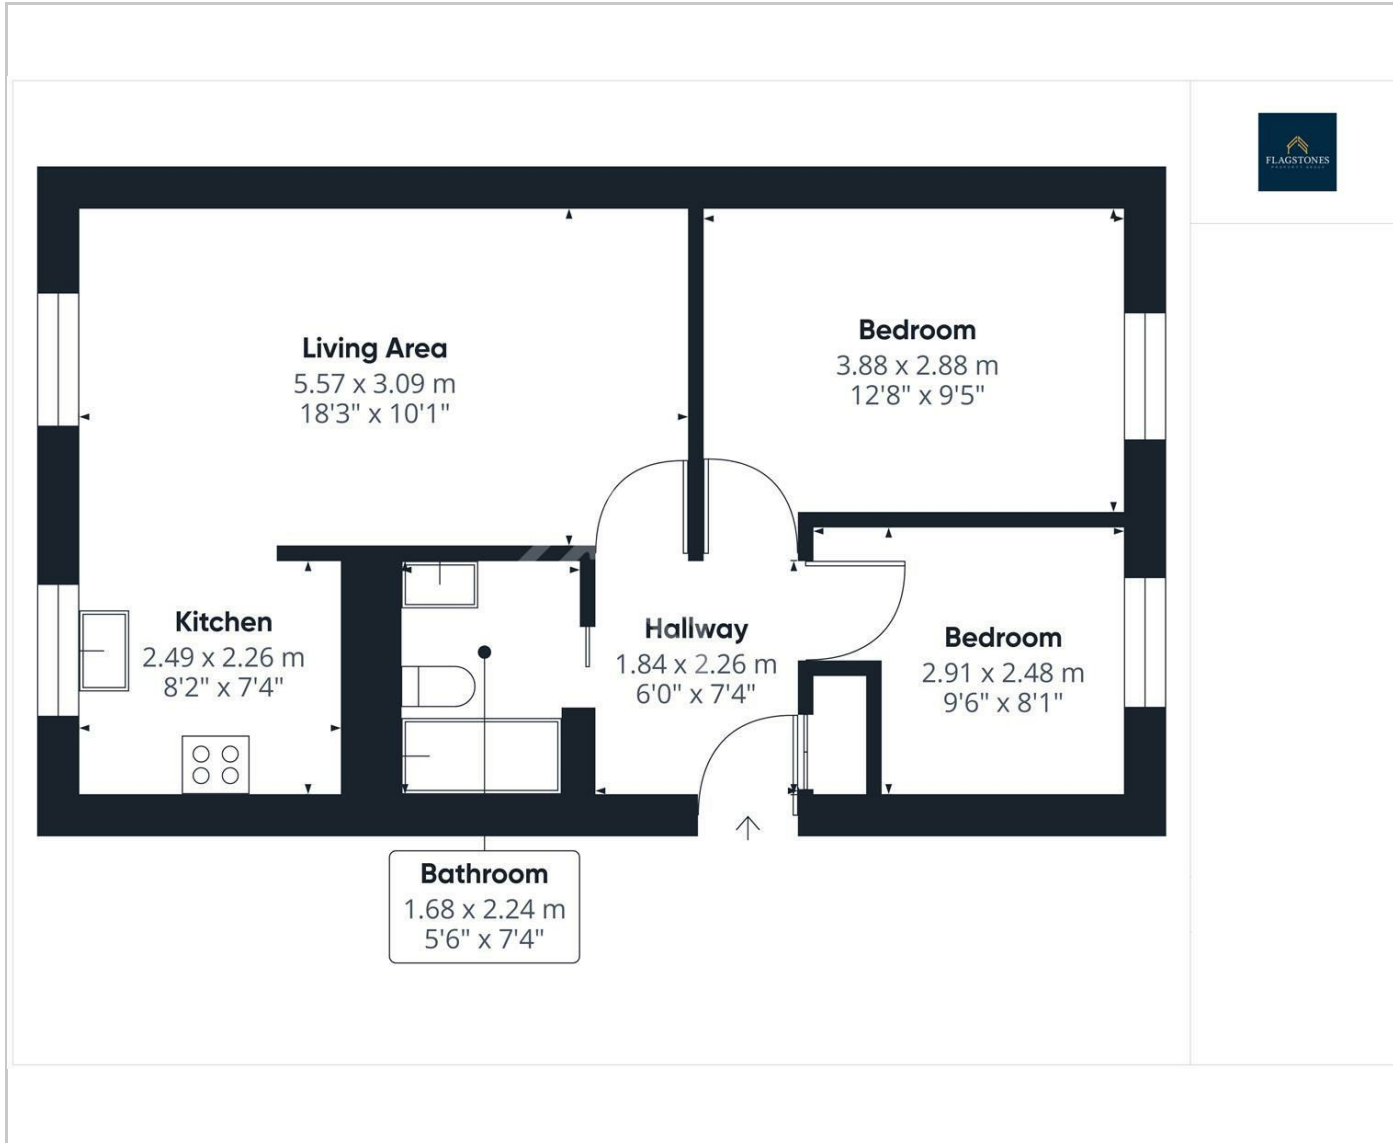 FLAGSTONES
PROPERTY GROUP
Living Area
5.57 x 3.09 m
18'3" x 10'1"
Bedroom
3.88 x 2.88 m
12'8" x 9'5"
Kitchen
2.49 x 2.26 m
8'2" x 7'4"
Hallway
1.84 x 2.26 m
6'0" x 7'4"
Bedroom
2.91 x 2.48 m
9'6" x 8'1"
Bathroom
1.68 x 2.24 m
5'6" x 7'4"